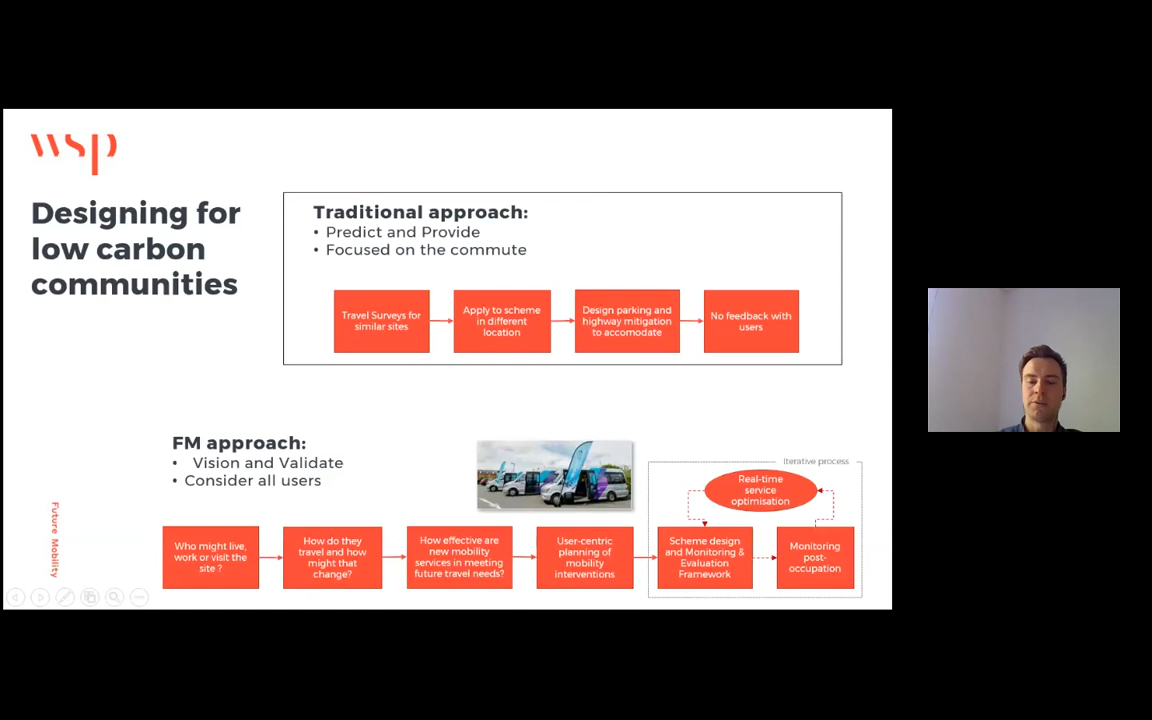 wsp
Designing for
low carbon
communities
Traditional approach:
• Predict and Provide
• Focused on the commute
Travel Surveys for
similar sites
Apply to scheme
in different
location
Design parking and
highway mitigation
to accomodate
No feedback with
users
FM approach:
• Vision and Validate
• Consider all users
Iterative process
Real-time
service
optimisation
Who might live,
work or visit the
site ?
How do they
travel and how
might that
change?
How effective are
new mobility
services in meeting
future travel needs?
User-centric
planning of
mobility
interventions
Scheme design
and Monitoring &
Evaluation
Framework
Monitoring
post-
occupation
Future Mobility